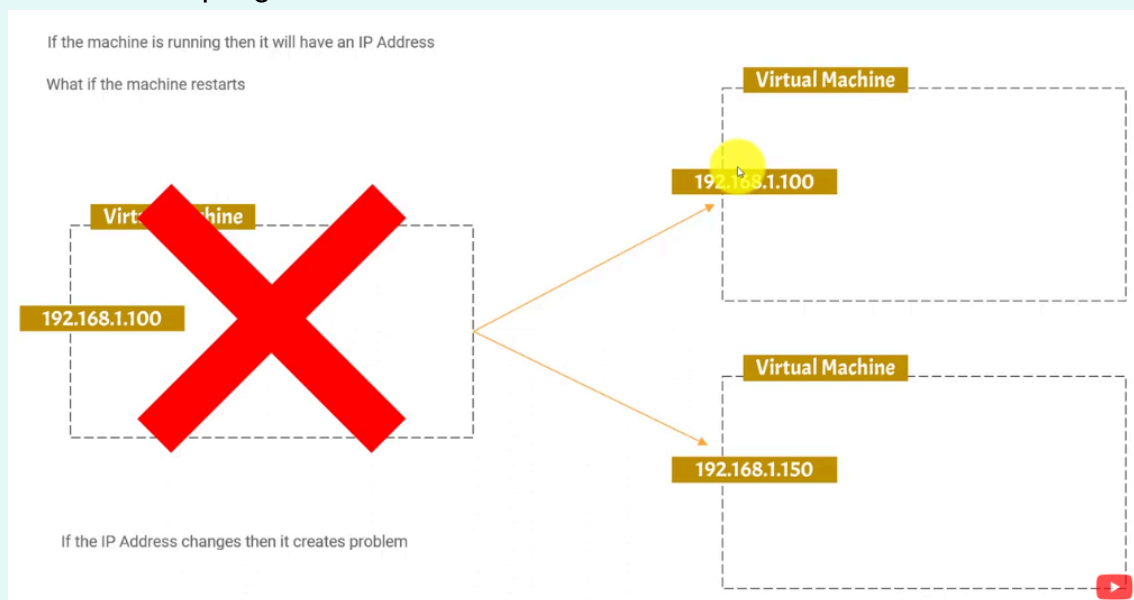 If the machine is running then it will have an IP Address
What if the machine restarts
Virtual Machine
192.168.1.100
Virt hine
192.168.1.100
Virtual Machine
192.168.1.150
If the IP Address changes then it creates problem